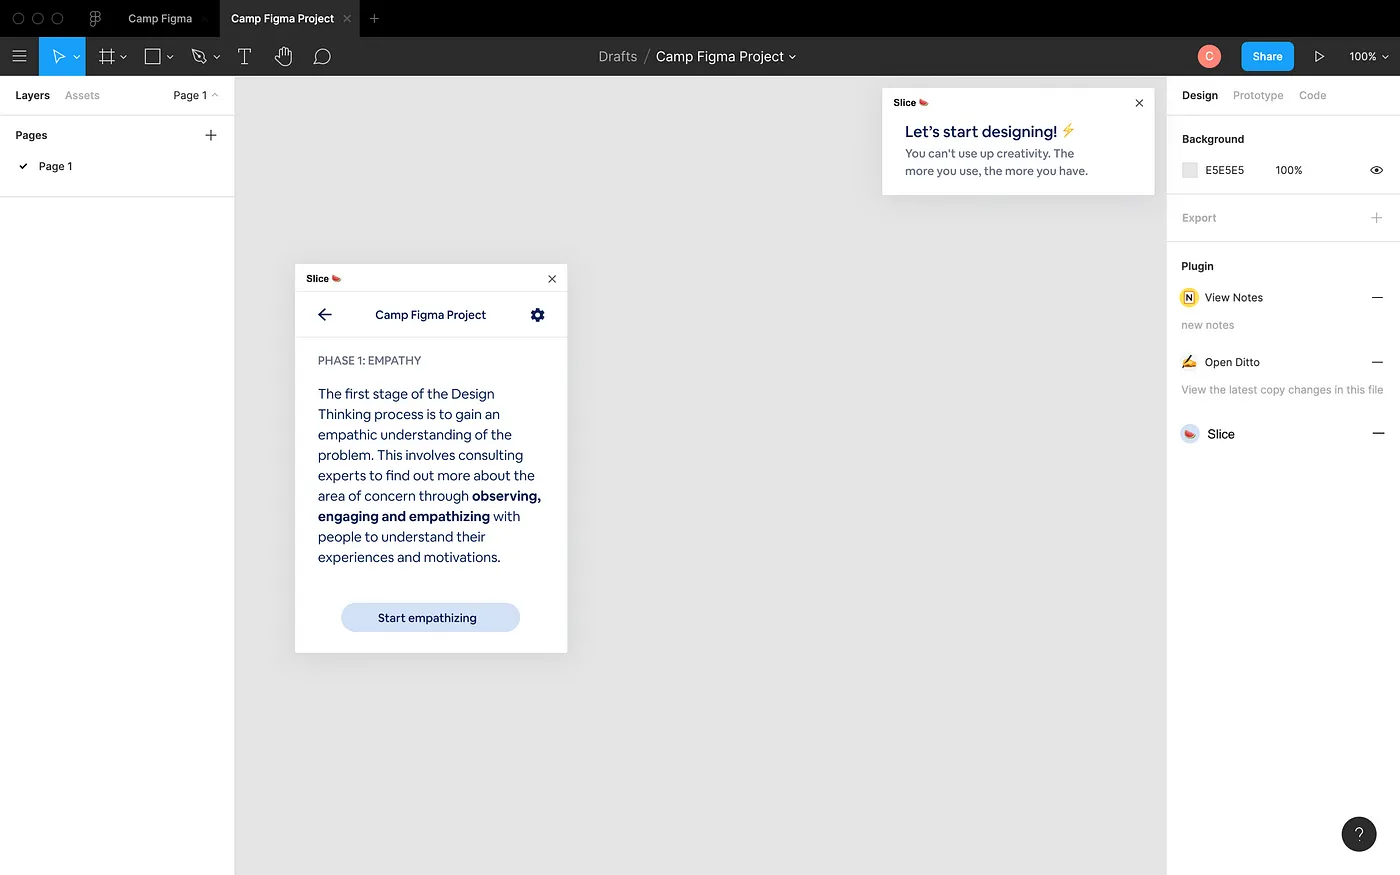 Camp Figma
Camp Figma Project
Drafts / Camp Figma Project
C
Share
100%
Layers
Assets
Page 1
Pages
Page 1
Slice
Let’s start designing! ⚡
You can't use up creativity. The
more you use, the more you have.
Slice
Camp Figma Project
PHASE 1: EMPATHY
The first stage of the Design
Thinking process is to gain an
empathic understanding of the
problem. This involves consulting
experts to find out more about the
area of concern through observing,
engaging and empathizing with
people to understand their
experiences and motivations.
Start empathizing
Design
Prototype
Code
Background
E5E5E5
100%
Export
Plugin
N
View Notes
new notes
Open Ditto
View the latest copy changes in this file
Slice
?